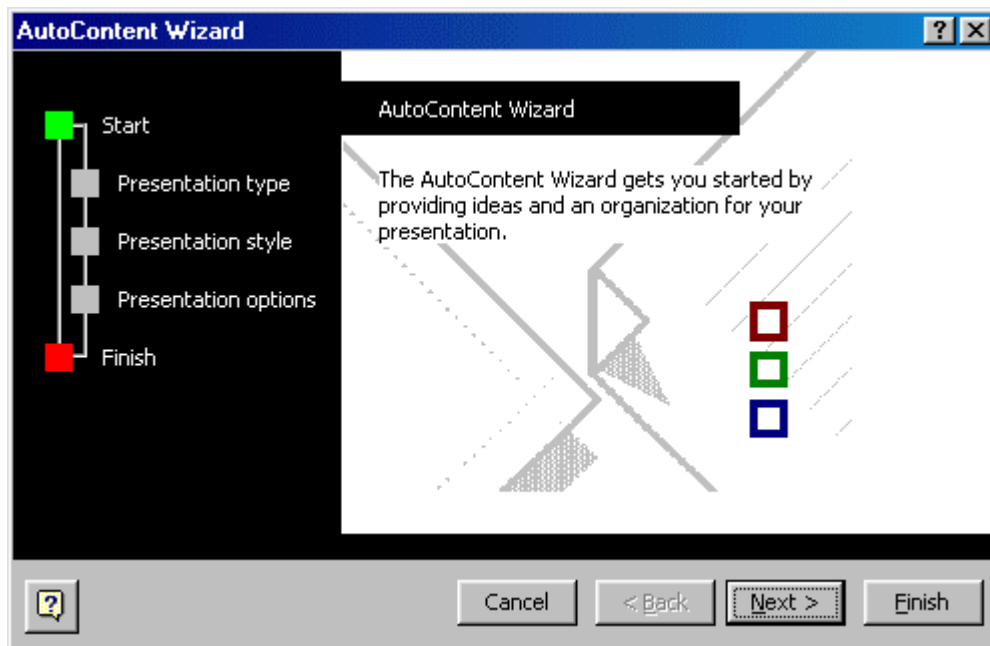 AutoContent Wizard
Start
Presentation type
Presentation style
Presentation options
Finish
AutoContent Wizard
The AutoContent Wizard gets you started by
providing ideas and an organization for your
presentation.
Cancel
< Back
Next >
Finish